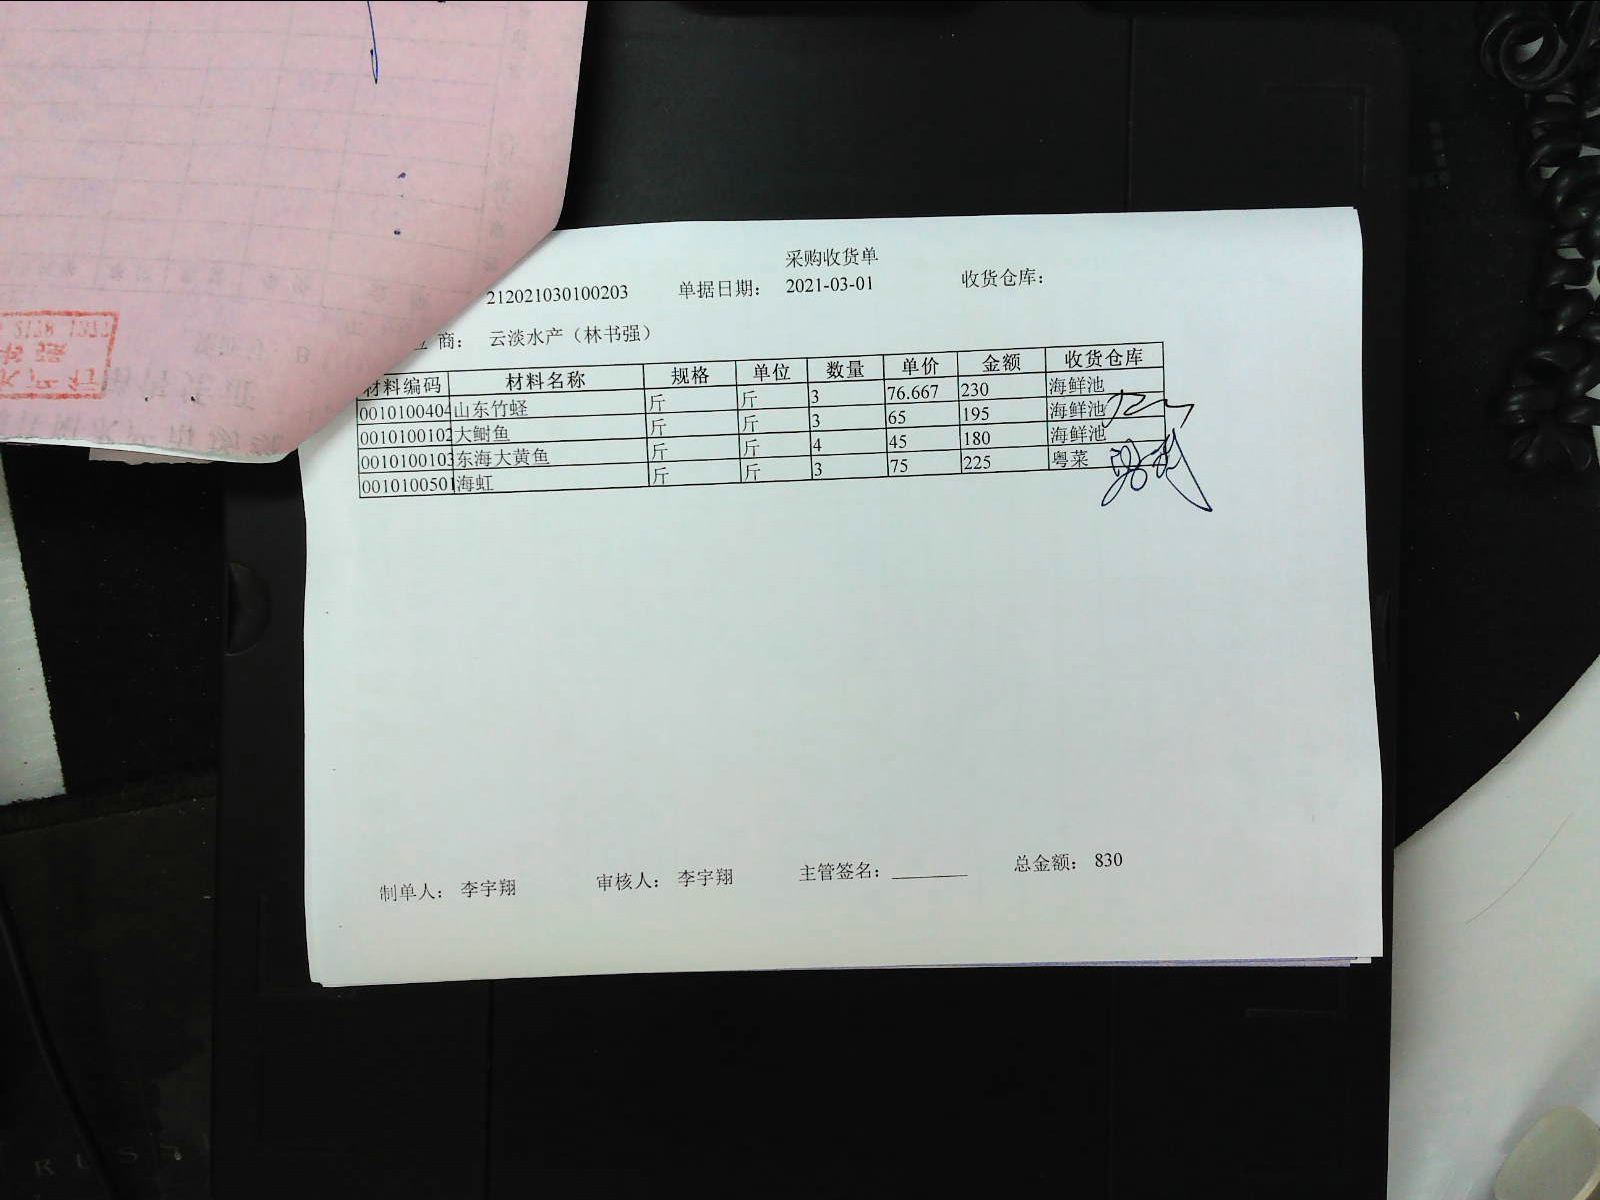 采购收货单
212021030100203 单据日期: 2021-03-01 收货仓库:
商: 云淡水产（林书强）
材料编码 材料名称 规格 单位 数量 单价 金额 收货仓库
0010100404 山东竹蛏 斤 斤 3 76.667 230 海鲜池
0010100102 大鲥鱼 斤 斤 3 65 195 海鲜池
0010100103 东海大黄鱼 斤 斤 4 45 180 海鲜池
0010100501 海虹 斤 斤 3 75 225 粤菜
制单人: 李宇翔 审核人: 李宇翔 主管签名: 总金额: 830